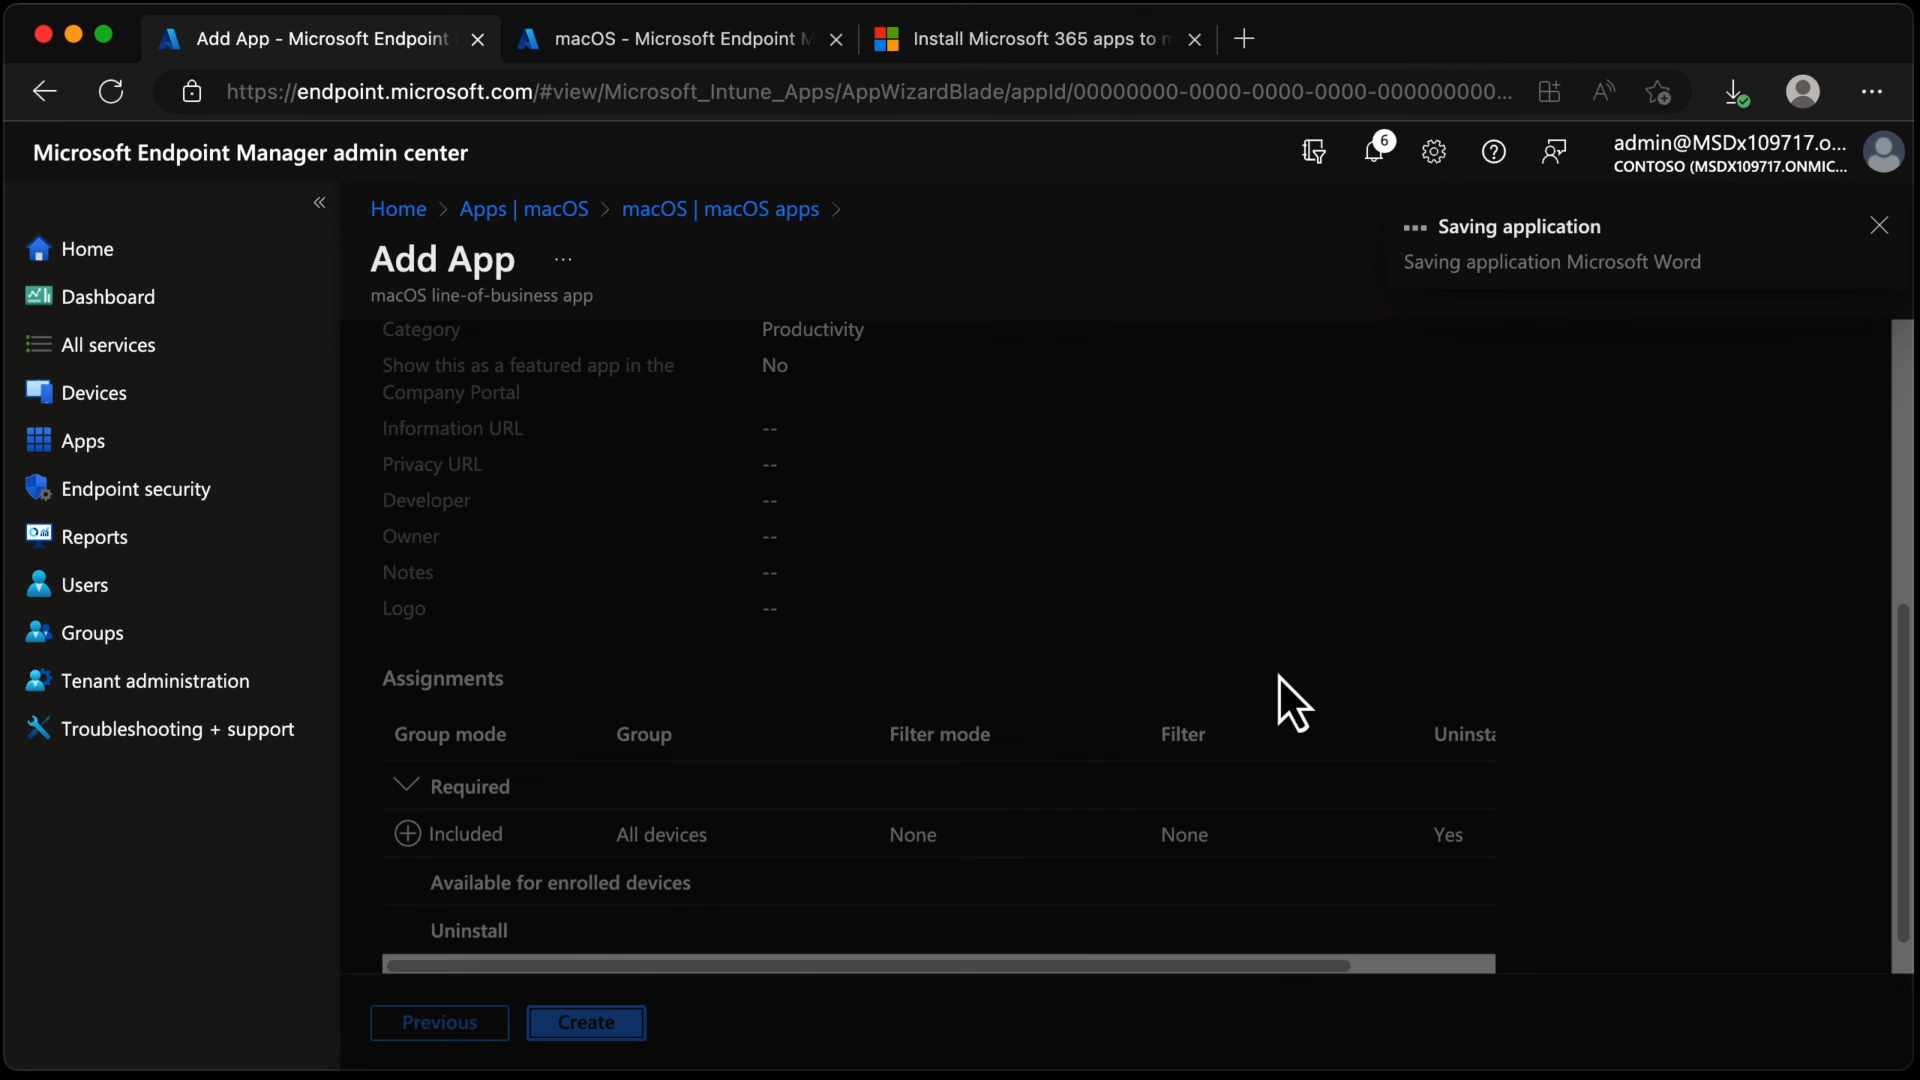 Add App - Microsoft Endpoint
macOS - Microsoft Endpoint M
Install Microsoft 365 apps to m
https://endpoint.microsoft.com/#view/Microsoft_Intune_Apps/AppWizardBlade/appId/00000000-0000-0000-0000-000000000...
Microsoft Endpoint Manager admin center
6
admin@MSDx109717.o...
CONTOSO (MSDX109717.ONMIC...
«
Home
Dashboard
All services
Devices
Apps
Endpoint security
Reports
Users
Groups
Tenant administration
Troubleshooting + support
Home > Apps | macOS > macOS | macOS apps >
Add App ...
macOS line-of-business app
Saving application
Saving application Microsoft Word
Category Productivity
Show this as a featured app in the No
Company Portal
Information URL --
Privacy URL --
Developer --
Owner --
Notes --
Logo --
Assignments
Group mode Group Filter mode Filter Uninsta
Required
Included All devices None None Yes
Available for enrolled devices
Uninstall
Previous Create